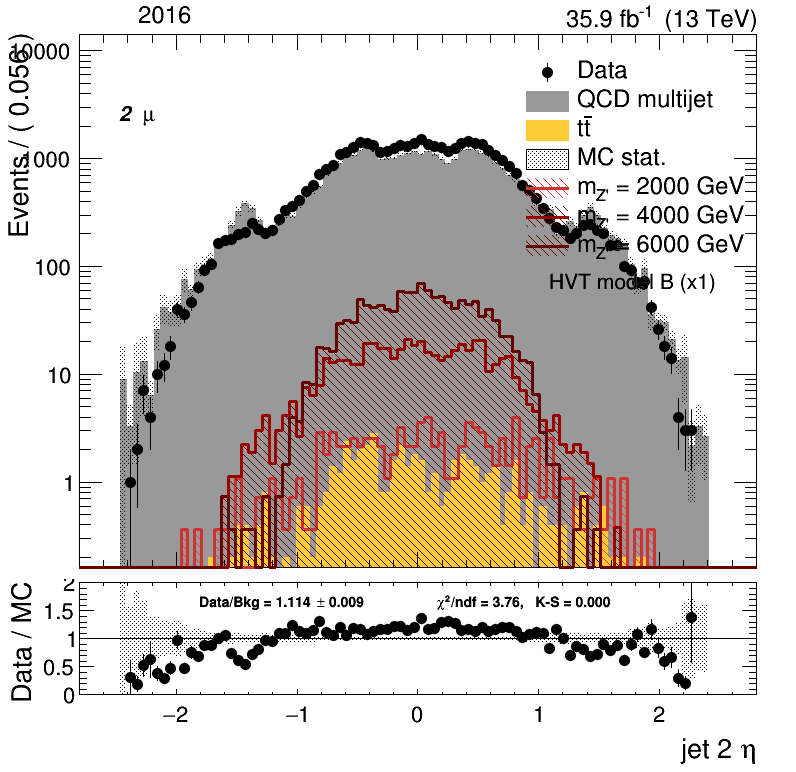 2016
35.9 fb⁻¹ (13 TeV)
Events / ( 0.056 )
10000
1000
100
10
1
2 μ
Data
QCD multijet
tt̄
MC stat.
m_Z' = 2000 GeV
m_Z' = 4000 GeV
m_Z' = 6000 GeV
HVT model B (x1)
Data / MC
2
1.5
1
0.5
0
Data/Bkg = 1.114 ± 0.009
χ²/ndf = 3.76, K-S = 0.000
−2 −1 0 1 2
jet 2 η